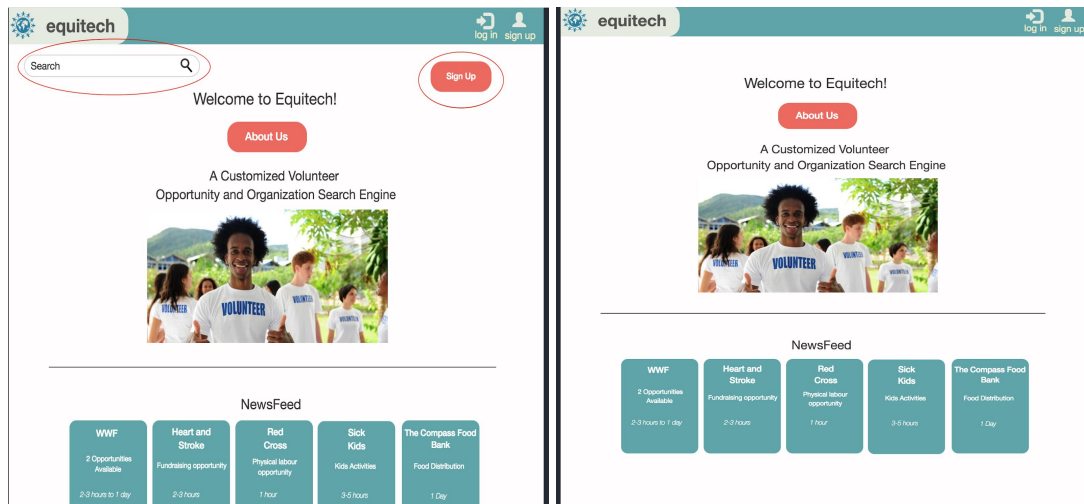 equitech
log in sign up
Search
Sign Up
Welcome to Equitech!
About Us
A Customized Volunteer
Opportunity and Organization Search Engine
VOLUNTEER
VOLUNTEER
VOLUNTEER
VOLUNTEER
NewsFeed
WWF
2 Opportunities
Available
2-3 hours to 1 day
Heart and
Stroke
Fundraising opportunity
2-3 hours
Red
Cross
Physical labour
opportunity
1 hour
Sick
Kids
Kids Activities
3-5 hours
The Compass Food
Bank
Food Distribution
1 Day
equitech
log in sign up
Welcome to Equitech!
About Us
A Customized Volunteer
Opportunity and Organization Search Engine
VOLUNTEER
VOLUNTEER
VOLUNTEER
VOLUNTEER
NewsFeed
WWF
2 Opportunities
Available
2-3 hours to 1 day
Heart and
Stroke
Fundraising opportunity
2-3 hours
Red
Cross
Physical labour
opportunity
1 hour
Sick
Kids
Kids Activities
3-5 hours
The Compass Food
Bank
Food Distribution
1 Day